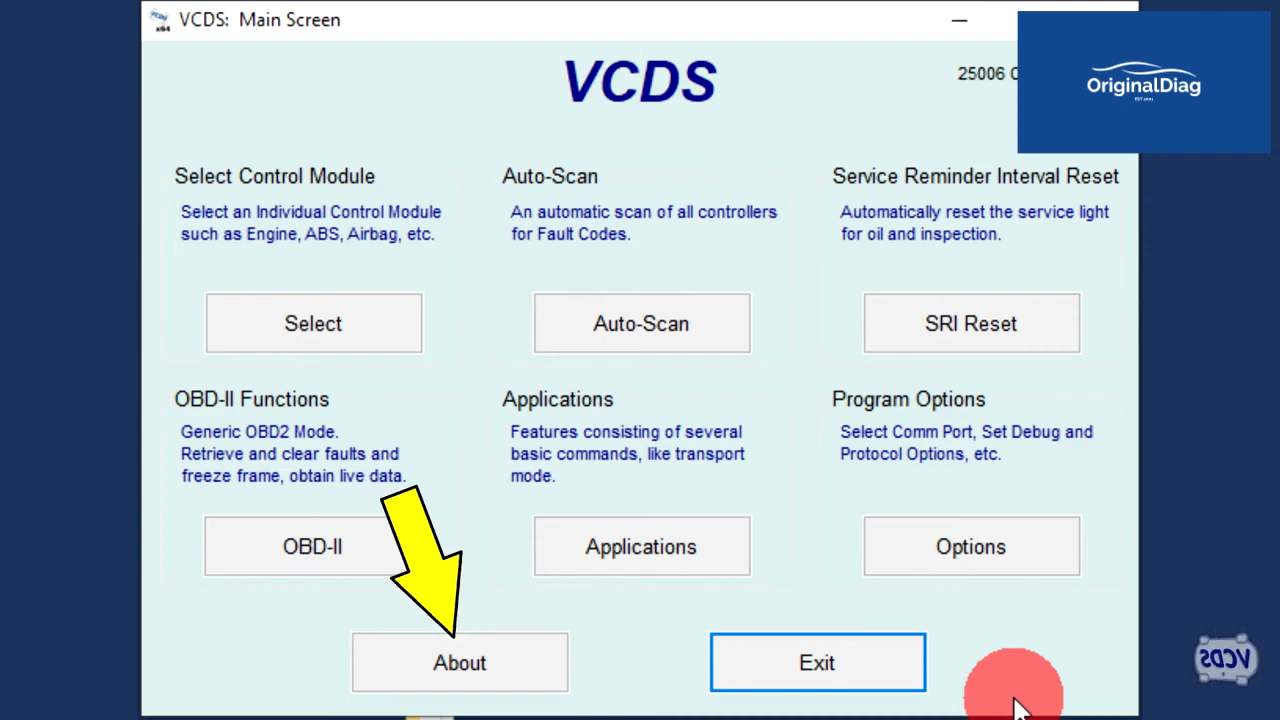 VCDS: Main Screen
VCDS
25006
OriginalDiag
Select Control Module
Select an Individual Control Module
such as Engine, ABS, Airbag, etc.
Select
Auto-Scan
An automatic scan of all controllers
for Fault Codes.
Auto-Scan
Service Reminder Interval Reset
Automatically reset the service light
for oil and inspection.
SRI Reset
OBD-II Functions
Generic OBD2 Mode.
Retrieve and clear faults and
freeze frame, obtain live data.
OBD-II
Applications
Features consisting of several
basic commands, like transport
mode.
Applications
Program Options
Select Comm Port, Set Debug and
Protocol Options, etc.
Options
About
Exit
VCDS